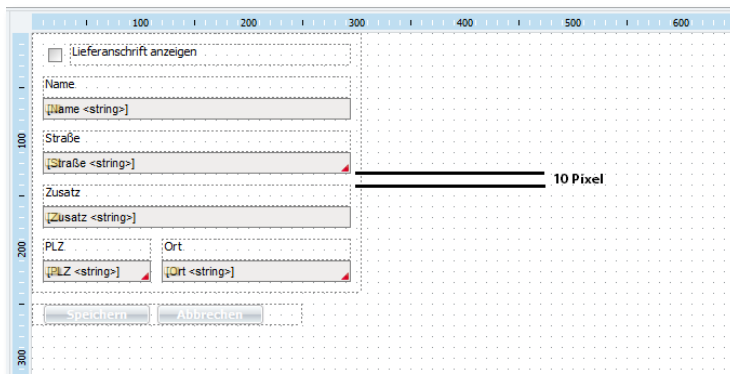 100 200 300 400 500 600
Lieferanschrift anzeigen
Name
[Name <string>]
100
Straße
[Straße <string>]
10 Pixel
Zusatz
[Zusatz <string>]
200
PLZ Ort
[PLZ <string>] [Ort <string>]
Speichern Abbrechen
300